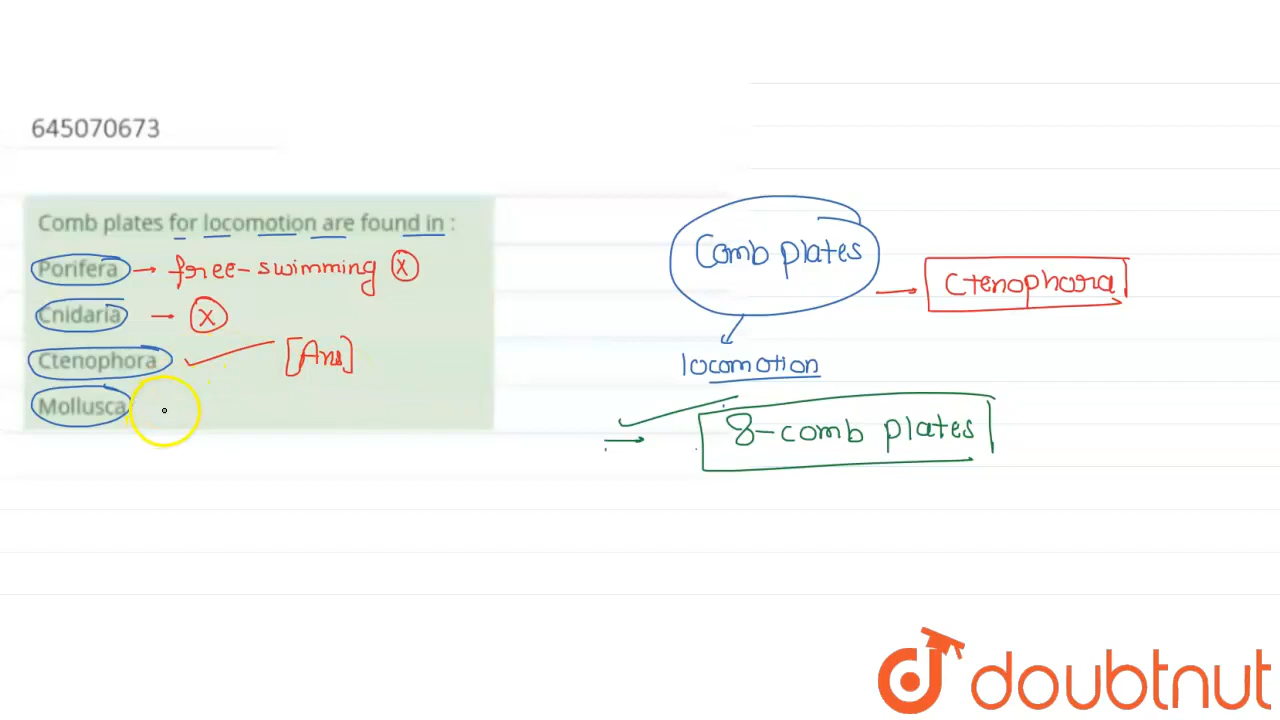 645070673
Comb plates for locomotion are found in :
Porifera → free-swimming x
Cnidaria → x
Ctenophora ✓ [Ans]
Mollusca
Comb plates
→ Ctenophora
locomotion
→ 8-comb plates
doubtnut